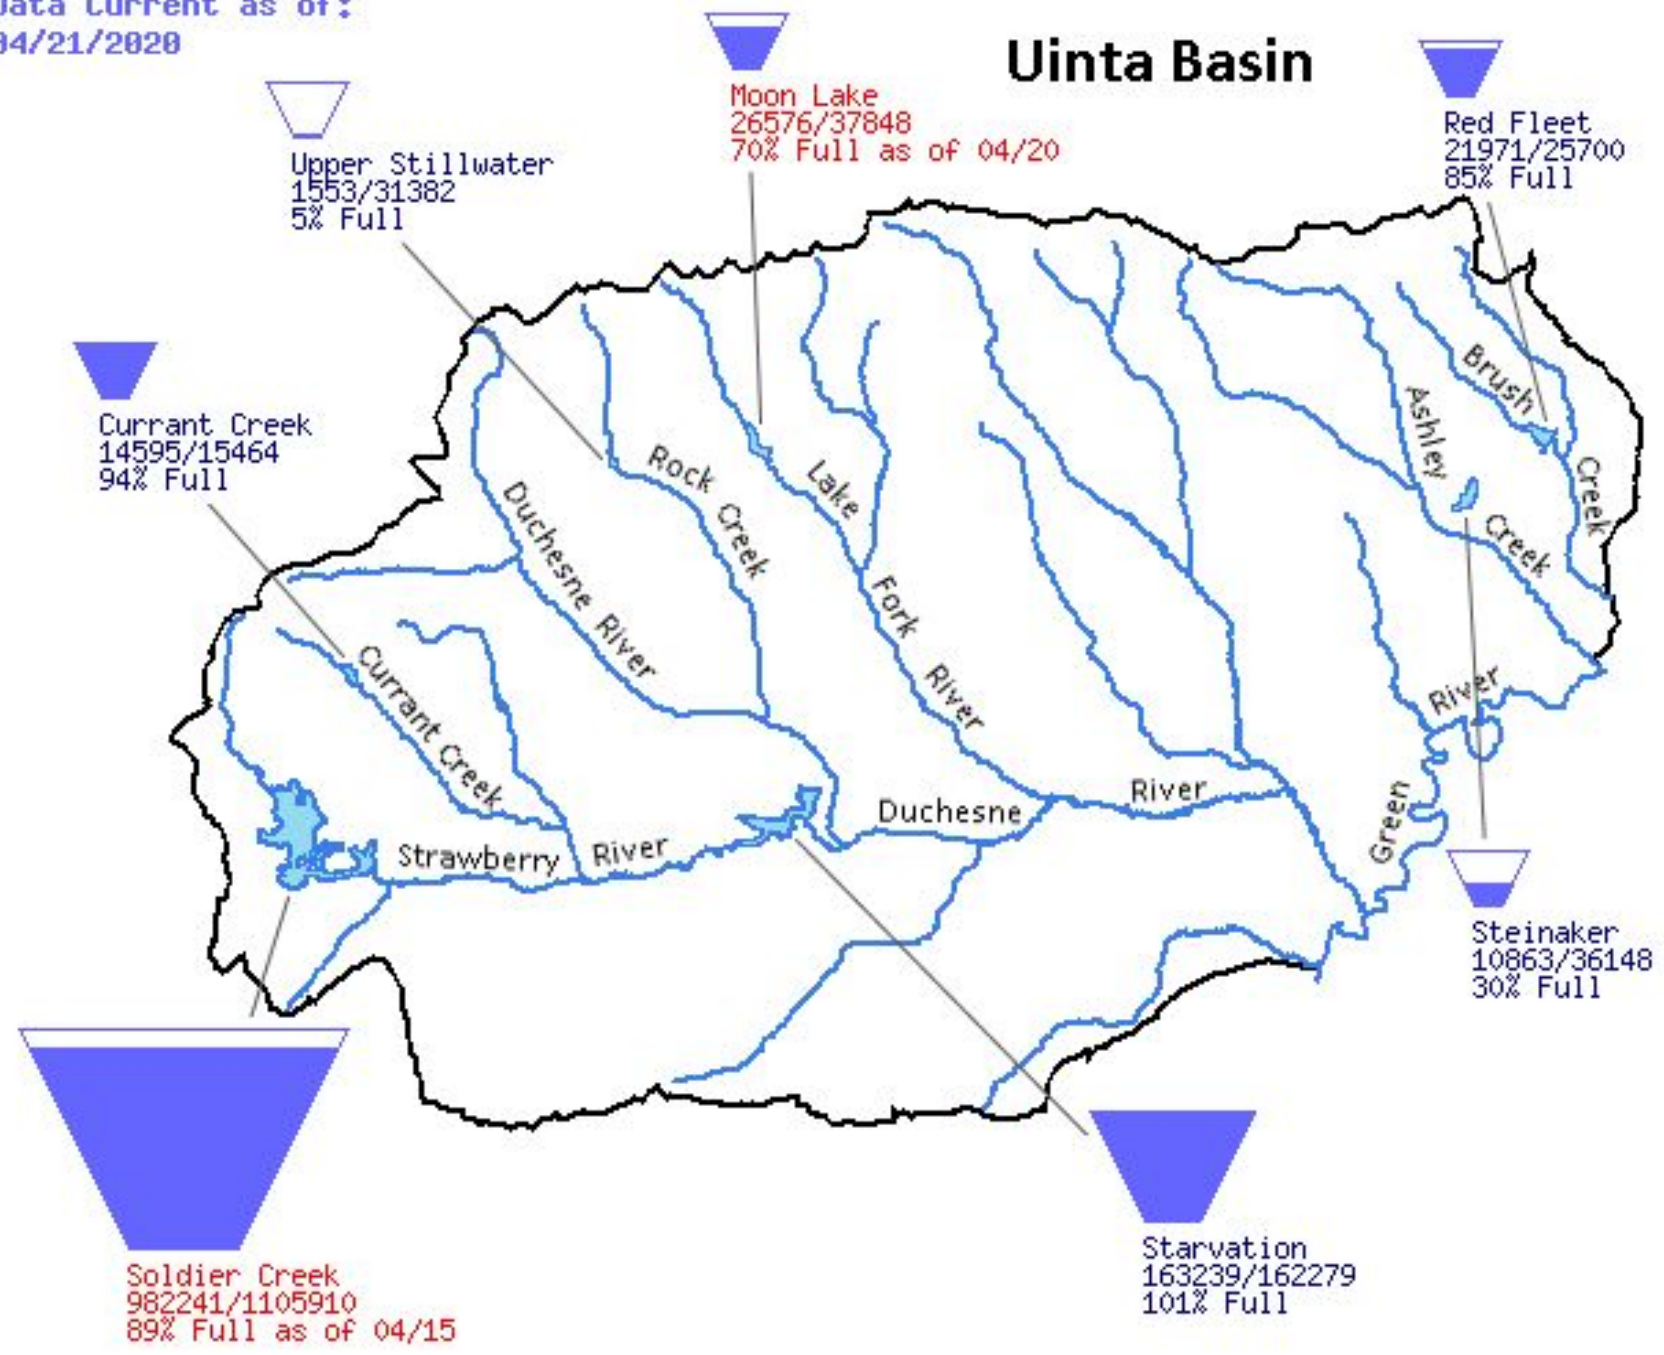 Data Current as of:
04/21/2020
Uinta Basin
Moon Lake
26576/37848
70% Full as of 04/20
Red Fleet
21971/25700
85% Full
Upper Stillwater
1553/31382
5% Full
Currant Creek
14595/15464
94% Full
Brush
Creek
Ashley
Creek
Rock
Creek
Lake
Fork
River
Duchesne River
Currant Creek
River
Green
Duchesne
River
Strawberry
River
Steinaker
10863/36148
30% Full
Soldier Creek
982241/1105910
89% Full as of 04/15
Starvation
163239/162279
101% Full